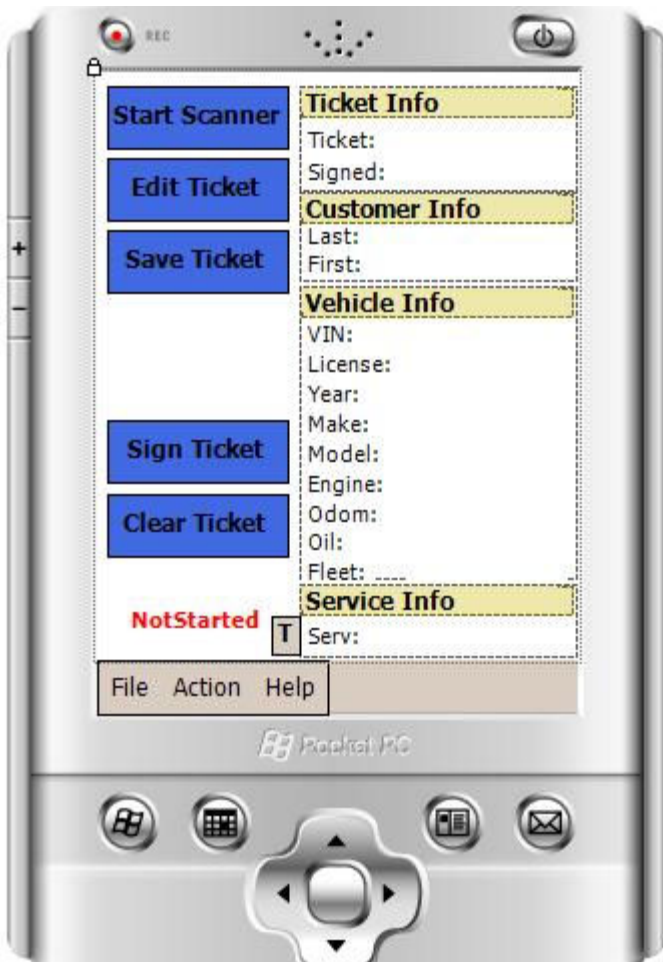 REC
Start Scanner
Edit Ticket
Save Ticket
Sign Ticket
Clear Ticket
NotStarted
T
Ticket Info
Ticket:
Signed:
Customer Info
Last:
First:
Vehicle Info
VIN:
License:
Year:
Make:
Model:
Engine:
Odom:
Oil:
Fleet:
Service Info
Serv:
File Action Help
Pocket PC